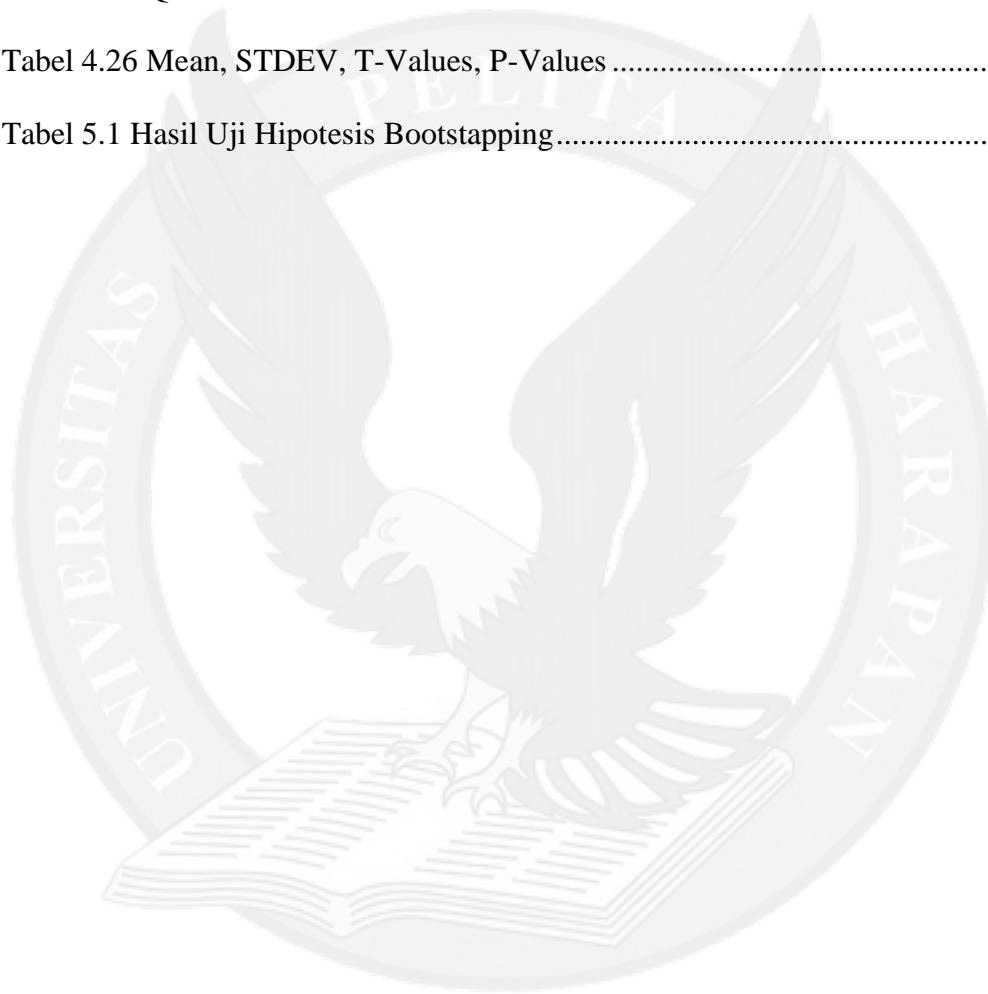 Tabel 4.26 Mean, STDEV, T-Values, P-Values ...............................................
Tabel 5.1 Hasil Uji Hipotesis Bootstapping......................................................
UNIVERSITAS PELITA HARAPAN